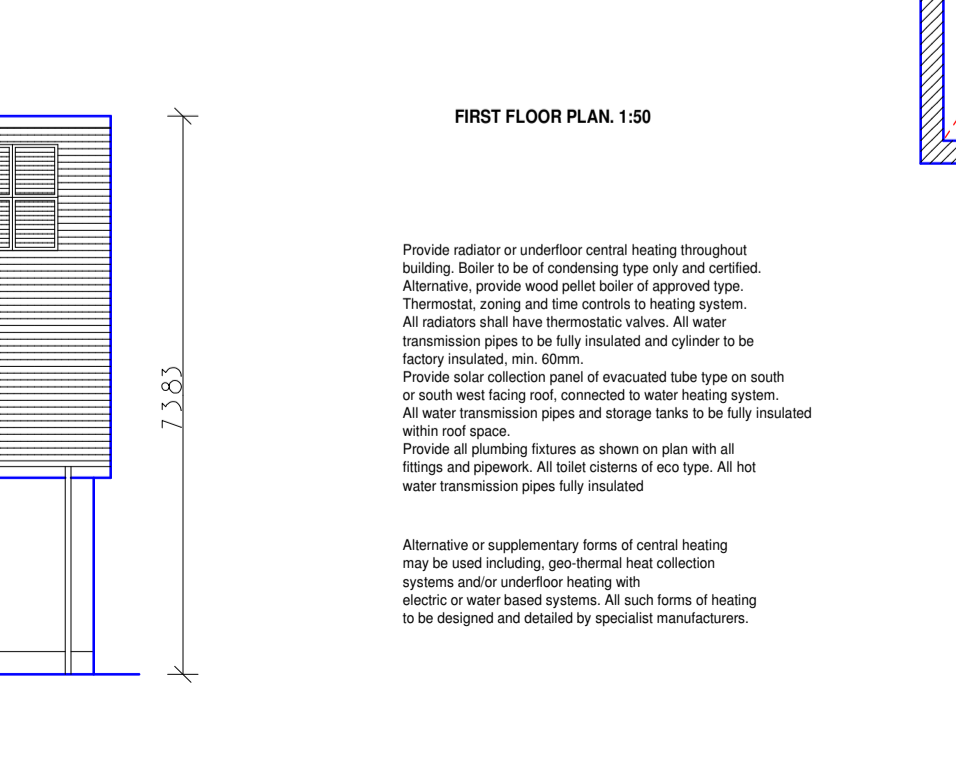 FIRST FLOOR PLAN. 1:50
7383
Provide radiator or underfloor central heating throughout
building. Boiler to be of condensing type only and certified.
Alternative, provide wood pellet boiler of approved type.
Thermostat, zoning and time controls to heating system.
All radiators shall have thermostatic valves. All water
transmission pipes to be fully insulated and cylinder to be
factory insulated, min. 60mm.
Provide solar collection panel of evacuated tube type on south
or south west facing roof, connected to water heating system.
All water transmission pipes and storage tanks to be fully insulated
within roof space.
Provide all plumbing fixtures as shown on plan with all
fittings and pipework. All toilet cisterns of eco type. All hot
water transmission pipes fully insulated
Alternative or supplementary forms of central heating
may be used including, geo-thermal heat collection
systems and/or underfloor heating with
electric or water based systems. All such forms of heating
to be designed and detailed by specialist manufacturers.